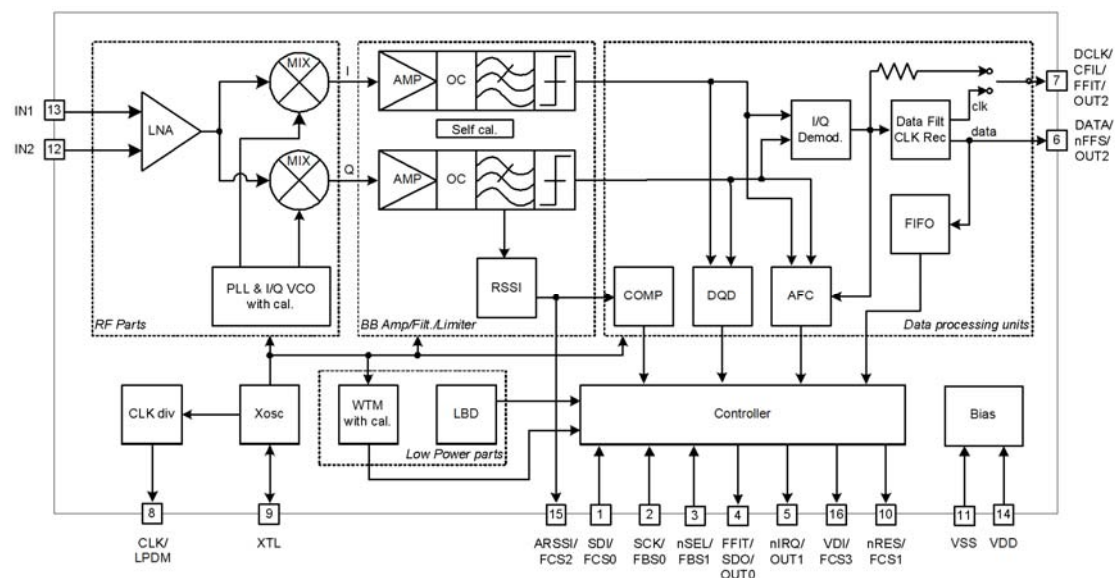 DCLK/
CFIL/
FFIT/
OUT2
7
DATA/
nFFS/
OUT2
6
IN1
13
IN2
12
LNA
MIX
MIX
I
Q
PLL & I/Q VCO
with cal.
RF Parts
AMP
OC
Self cal.
AMP
OC
RSSI
BB Amp/Filt./Limiter
I/Q
Demod.
Data Filt
CLK Rec
clk
data
FIFO
COMP
DQD
AFC
Data processing units
CLK div
Xosc
WTM
with cal.
LBD
Low Power parts
Controller
Bias
8
9
15
1
2
3
4
5
16
10
11
14
CLK/
LPDM
XTL
ARSSI/
FCS2
SDI/
FCS0
SCK/
FBS0
nSEL/
FBS1
FFIT/
SDO/
OUT0
nIRQ/
OUT1
VDI/
FCS3
nRES/
FCS1
VSS
VDD